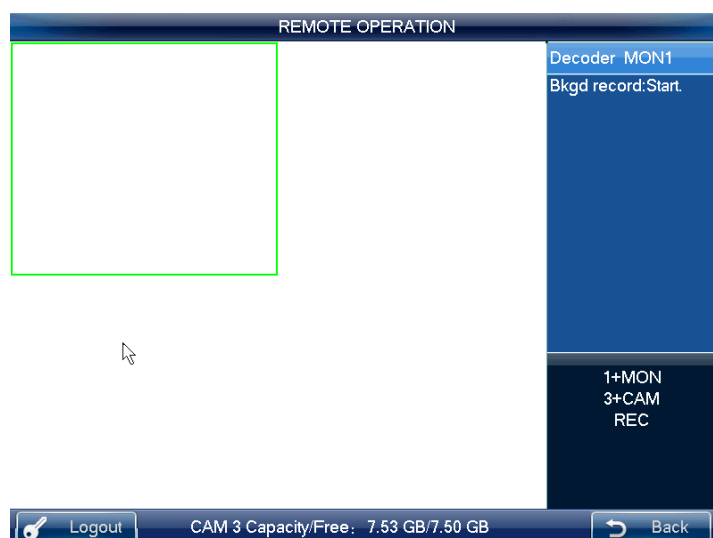 REMOTE OPERATION
Decoder MON1
Bkgd record:Start.
1+MON
3+CAM
REC
Logout
CAM 3 Capacity/Free： 7.53 GB/7.50 GB
Back